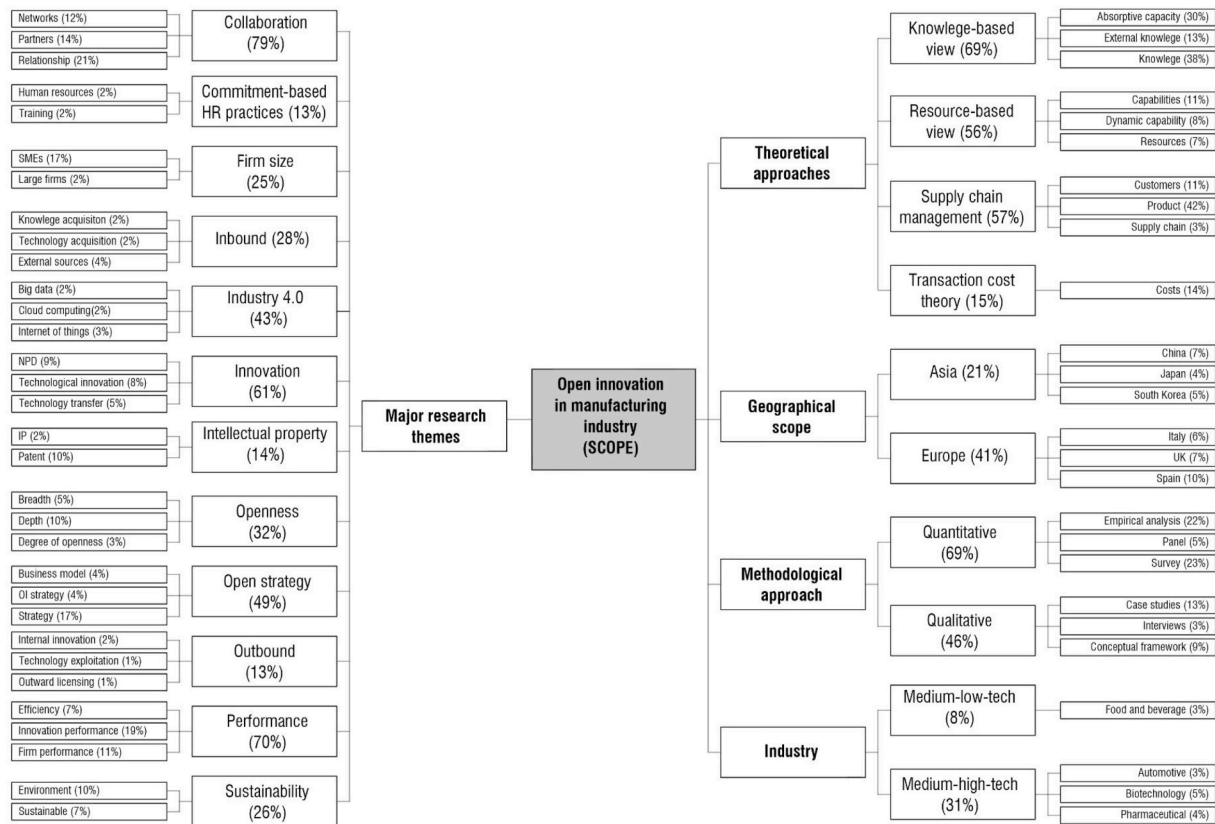 Networks (12%)
Partners (14%)
Relationship (21%)
Collaboration
(79%)
Human resources (2%)
Training (2%)
Commitment-based
HR practices (13%)
SMEs (17%)
Large firms (2%)
Firm size
(25%)
Knowlege acquisiton (2%)
Technology acquisition (2%)
External sources (4%)
Inbound (28%)
Big data (2%)
Cloud computing(2%)
Internet of things (3%)
Industry 4.0
(43%)
NPD (9%)
Technological innovation (8%)
Technology transfer (5%)
Innovation
(61%)
IP (2%)
Patent (10%)
Intellectual property
(14%)
Breadth (5%)
Depth (10%)
Degree of openness (3%)
Openness
(32%)
Business model (4%)
OI strategy (4%)
Strategy (17%)
Open strategy
(49%)
Internal innovation (2%)
Technology exploitation (1%)
Outward licensing (1%)
Outbound
(13%)
Efficiency (7%)
Innovation performance (19%)
Firm performance (11%)
Performance
(70%)
Environment (10%)
Sustainable (7%)
Sustainability
(26%)
Major research
themes
Open innovation
in manufacturing
industry
(SCOPE)
Theoretical
approaches
Knowlege-based
view (69%)
Absorptive capacity (30%)
External knowlege (13%)
Knowlege (38%)
Resource-based
view (56%)
Capabilities (11%)
Dynamic capability (8%)
Resources (7%)
Supply chain
management (57%)
Customers (11%)
Product (42%)
Supply chain (3%)
Transaction cost
theory (15%)
Costs (14%)
Geographical
scope
Asia (21%)
China (7%)
Japan (4%)
South Korea (5%)
Europe (41%)
Italy (6%)
UK (7%)
Spain (10%)
Methodological
approach
Quantitative
(69%)
Empirical analysis (22%)
Panel (5%)
Survey (23%)
Qualitative
(46%)
Case studies (13%)
Interviews (3%)
Conceptual framework (9%)
Industry
Medium-low-tech
(8%)
Food and beverage (3%)
Medium-high-tech
(31%)
Automotive (3%)
Biotechnology (5%)
Pharmaceutical (4%)